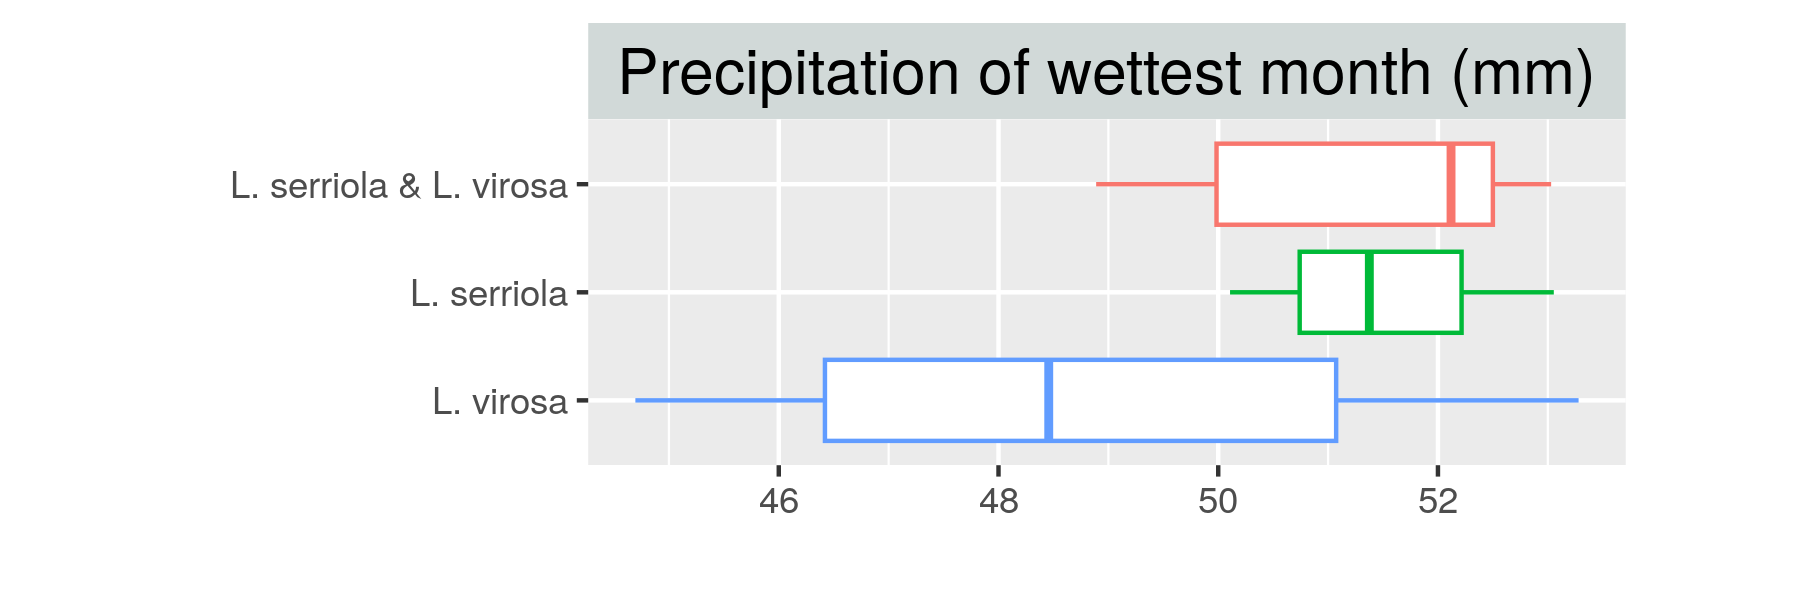 Precipitation of wettest month (mm)
L. serriola & L. virosa
L. serriola
L. virosa
46 48 50 52